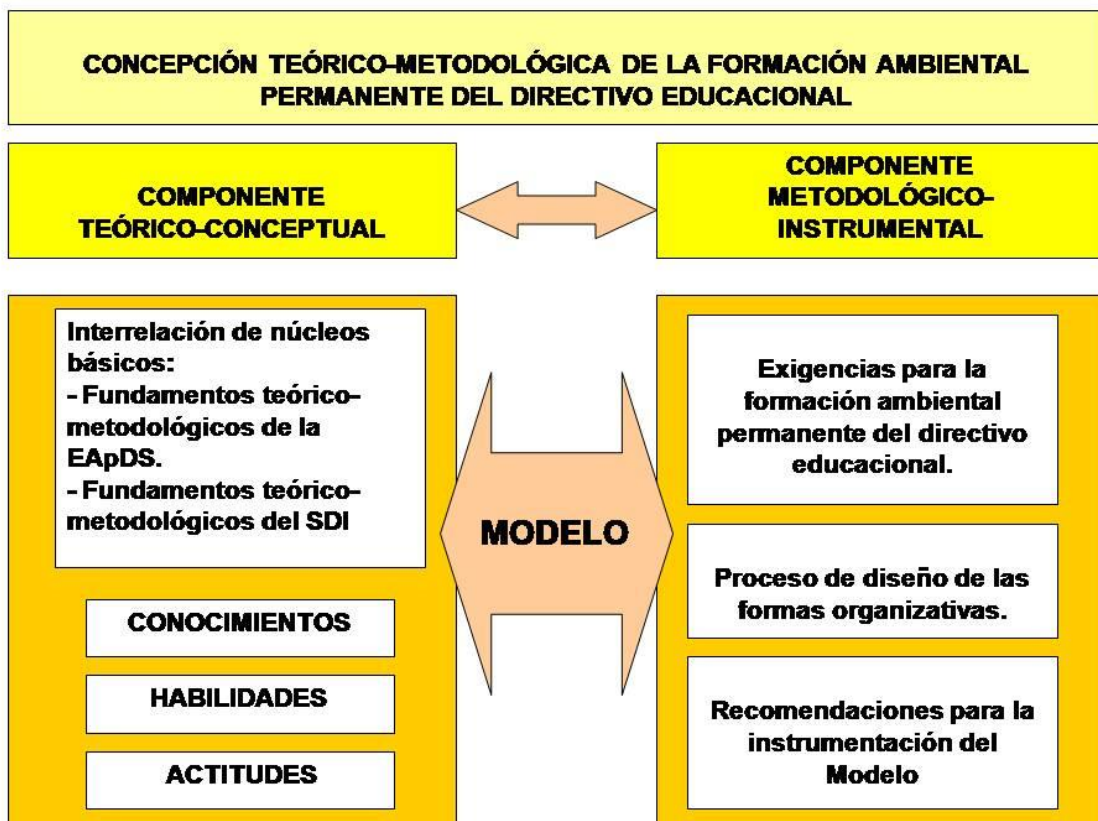 CONCEPCIÓN TEÓRICO-METODOLÓGICA DE LA FORMACIÓN AMBIENTAL
PERMANENTE DEL DIRECTIVO EDUCACIONAL
COMPONENTE
TEÓRICO-CONCEPTUAL
COMPONENTE
METODOLÓGICO-
INSTRUMENTAL
Interrelación de núcleos
básicos:
- Fundamentos teórico-
metodológicos de la
EApDS.
- Fundamentos teórico-
metodológicos del SDI
CONOCIMIENTOS
HABILIDADES
ACTITUDES
MODELO
Exigencias para la
formación ambiental
permanente del directivo
educacional.
Proceso de diseño de las
formas organizativas.
Recomendaciones para la
instrumentación del
Modelo